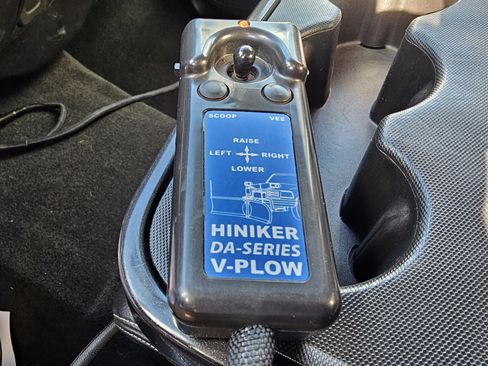 SCOOP VEE
RAISE
LEFT RIGHT
LOWER
HINIKER
DA-SERIES
V-PLOW